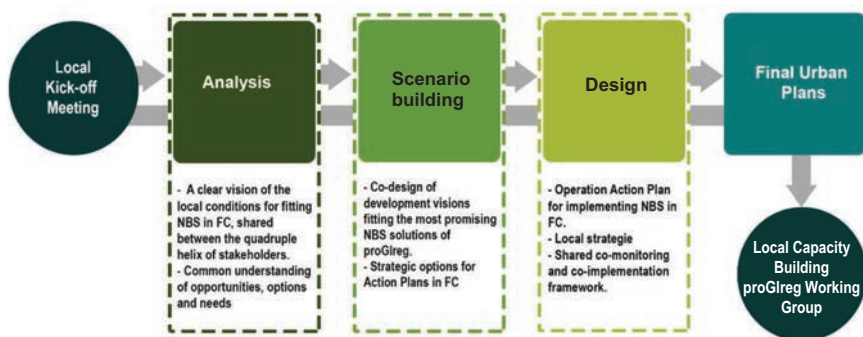 Local
Kick-off
Meeting
Analysis
- A clear vision of the
local conditions for fitting
NBS in FC, shared
between the quadruple
helix of stakeholders.
- Common understanding
of opportunities, options
and needs
Scenario
building
- Co-design of
development visions
fitting the most promising
NBS solutions of
proGIreg.
- Strategic options for
Action Plans in FC
Design
- Operation Action Plan
for implementing NBS in
FC.
- Local strategie
- Shared co-monitoring
and co-implementation
framework.
Final Urban
Plans
Local Capacity
Building
proGIreg Working
Group